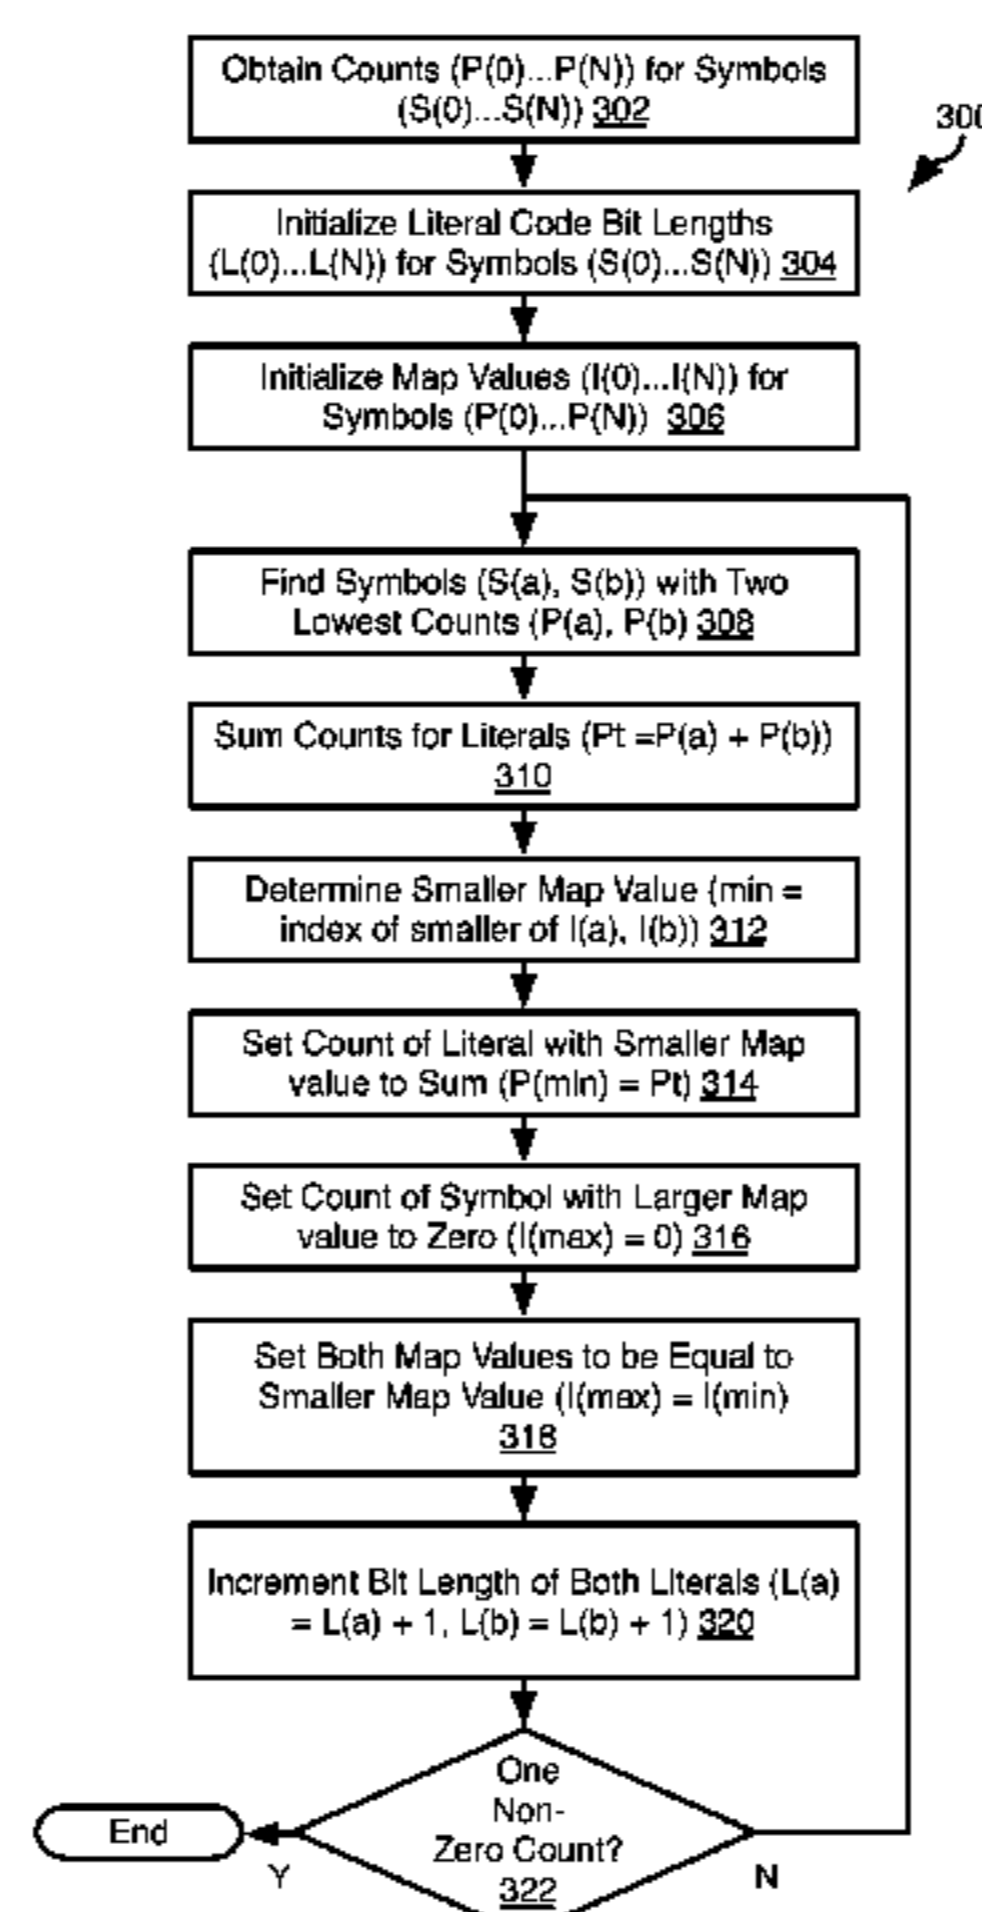 Obtain Counts (P(0)...P(N)) for Symbols
(S(0)...S(N)) 302
300
Initialize Literal Code Bit Lengths
(L(0)...L(N)) for Symbols (S(0)...S(N)) 304
Initialize Map Values (I(0)...I(N)) for
Symbols (P(0)...P(N)) 306
Find Symbols (S(a), S(b)) with Two
Lowest Counts (P(a), P(b) 308
Sum Counts for Literals (Pt =P(a) + P(b))
310
Determine Smaller Map Value (min =
index of smaller of I(a), I(b)) 312
Set Count of Literal with Smaller Map
value to Sum (P(min) = Pt) 314
Set Count of Symbol with Larger Map
value to Zero (I(max) = 0) 316
Set Both Map Values to be Equal to
Smaller Map Value (I(max) = I(min)
318
Increment Bit Length of Both Literals (L(a)
= L(a) + 1, L(b) = L(b) + 1) 320
One
Non-
Zero Count?
322
End
Y
N